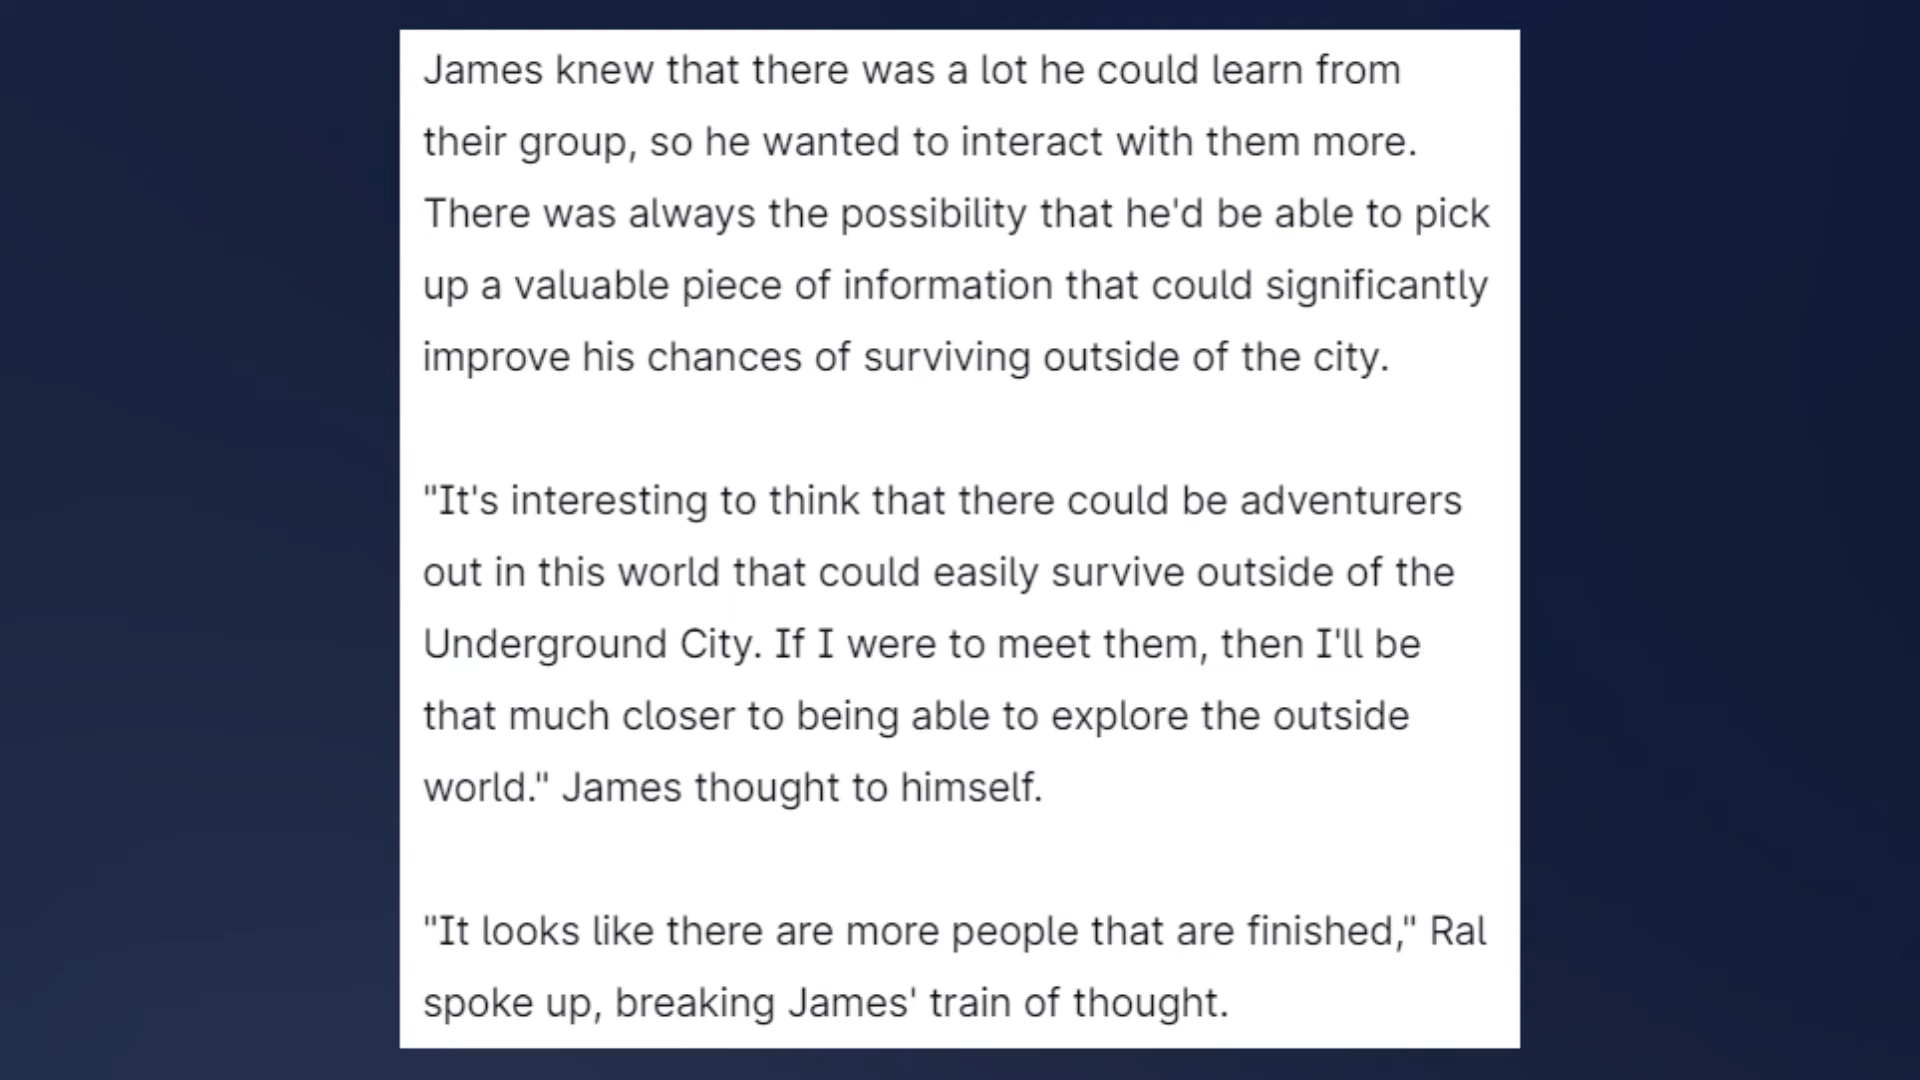 James knew that there was a lot he could learn from
their group, so he wanted to interact with them more.
There was always the possibility that he'd be able to pick
up a valuable piece of information that could significantly
improve his chances of surviving outside of the city.
"It's interesting to think that there could be adventurers
out in this world that could easily survive outside of the
Underground City. If I were to meet them, then I'll be
that much closer to being able to explore the outside
world." James thought to himself.
"It looks like there are more people that are finished," Ral
spoke up, breaking James' train of thought.